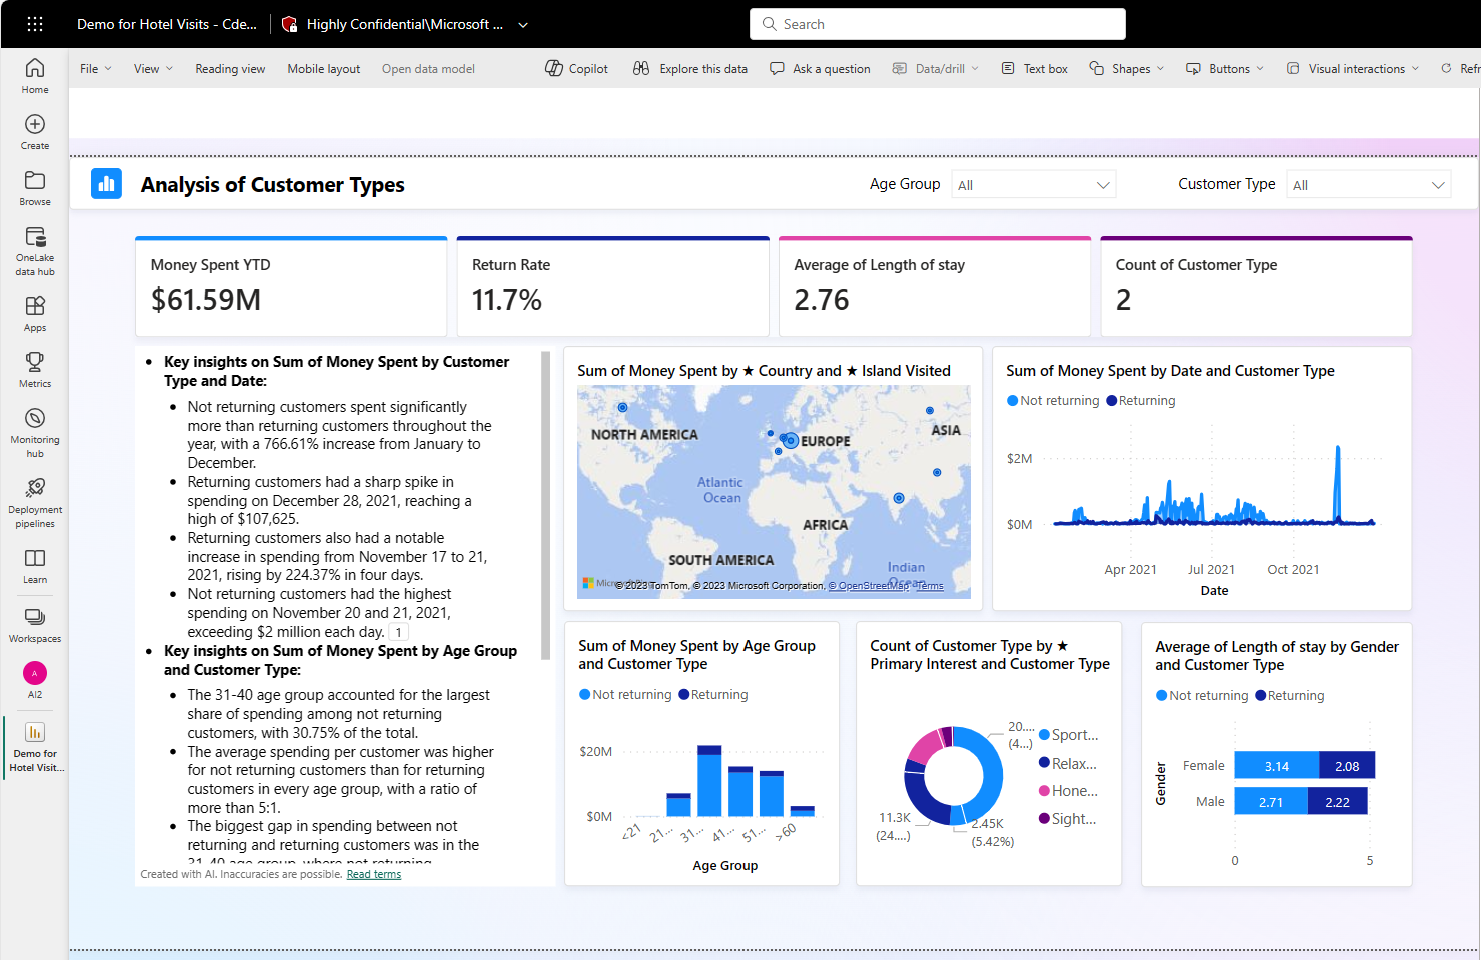 Demo for Hotel Visits - Cde...
Highly Confidential\Microsoft ...
Search
File
View
Reading view
Mobile layout
Open data model
Copilot
Explore this data
Ask a question
Data/drill
Text box
Shapes
Buttons
Visual interactions
Refr
Home
Create
Browse
OneLake
data hub
Apps
Metrics
Monitoring
hub
Deployment
pipelines
Learn
Workspaces
A
AI2
Demo for
Hotel Visit...
Analysis of Customer Types
Age Group
All
Customer Type
All
Money Spent YTD
$61.59M
Return Rate
11.7%
Average of Length of stay
2.76
Count of Customer Type
2
• Key insights on Sum of Money Spent by Customer
Type and Date:
• Not returning customers spent significantly
more than returning customers throughout the
year, with a 766.61% increase from January to
December.
• Returning customers had a sharp spike in
spending on December 28, 2021, reaching a
high of $107,625.
• Returning customers also had a notable
increase in spending from November 17 to 21,
2021, rising by 224.37% in four days.
• Not returning customers had the highest
spending on November 20 and 21, 2021,
exceeding $2 million each day. 1
• Key insights on Sum of Money Spent by Age Group
and Customer Type:
• The 31-40 age group accounted for the largest
share of spending among not returning
customers, with 30.75% of the total.
• The average spending per customer was higher
for not returning customers than for returning
customers in every age group, with a ratio of
more than 5:1.
• The biggest gap in spending between not
returning and returning customers was in the
31-40 age group, where not returning
Created with AI. Inaccuracies are possible. Read terms
Sum of Money Spent by ★ Country and ★ Island Visited
NORTH AMERICA
EUROPE
ASIA
Atlantic
Ocean
AFRICA
SOUTH AMERICA
Indian
Ocean
© 2023 TomTom, © 2023 Microsoft Corporation, © OpenStreetMap Terms
Sum of Money Spent by Date and Customer Type
Not returning
Returning
$2M
$0M
Apr 2021
Jul 2021
Oct 2021
Date
Sum of Money Spent by Age Group
and Customer Type
Not returning
Returning
$20M
$0M
<21
21...
31...
41...
51...
>60
Age Group
Count of Customer Type by ★
Primary Interest and Customer Type
20....
(4...)
11.3K
(24....)
2.45K
(5.42%)
Sport...
Relax...
Hone...
Sight...
Average of Length of stay by Gender
and Customer Type
Not returning
Returning
Gender
Female
3.14
2.08
Male
2.71
2.22
0
5